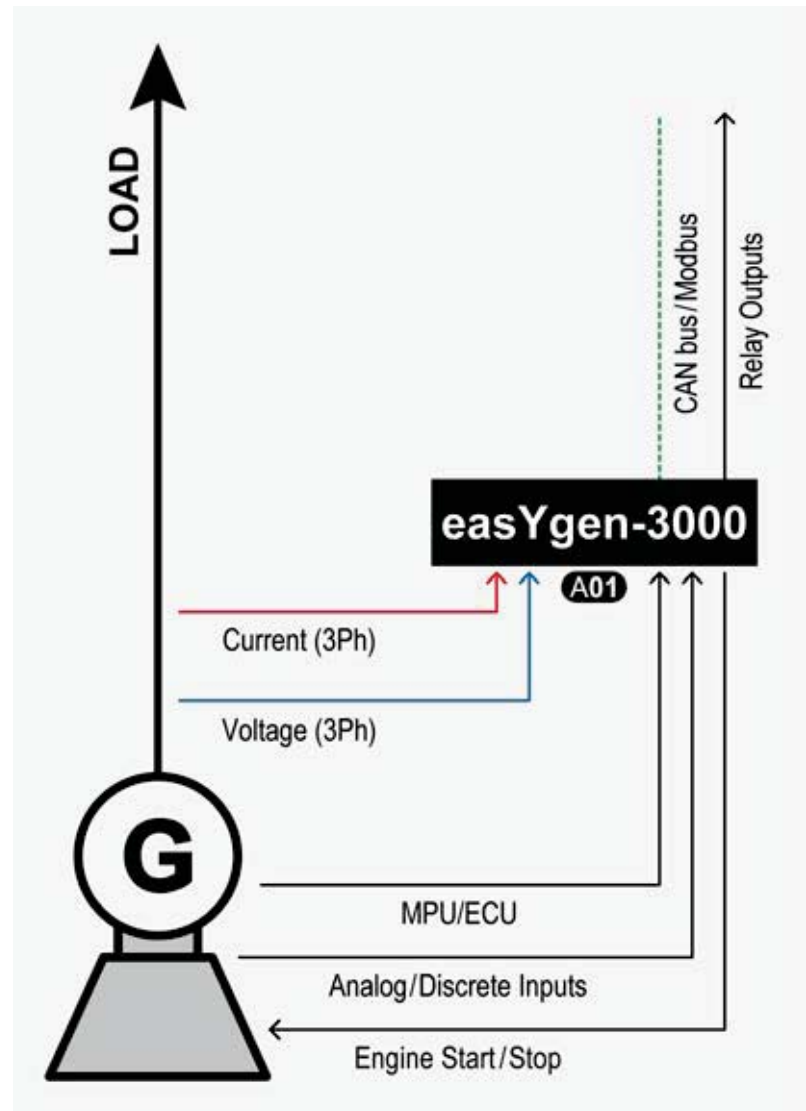 LOAD
CAN bus/Modbus
Relay Outputs
easYgen-3000
A01
Current (3Ph)
Voltage (3Ph)
G
MPU/ECU
Analog/Discrete Inputs
Engine Start/Stop